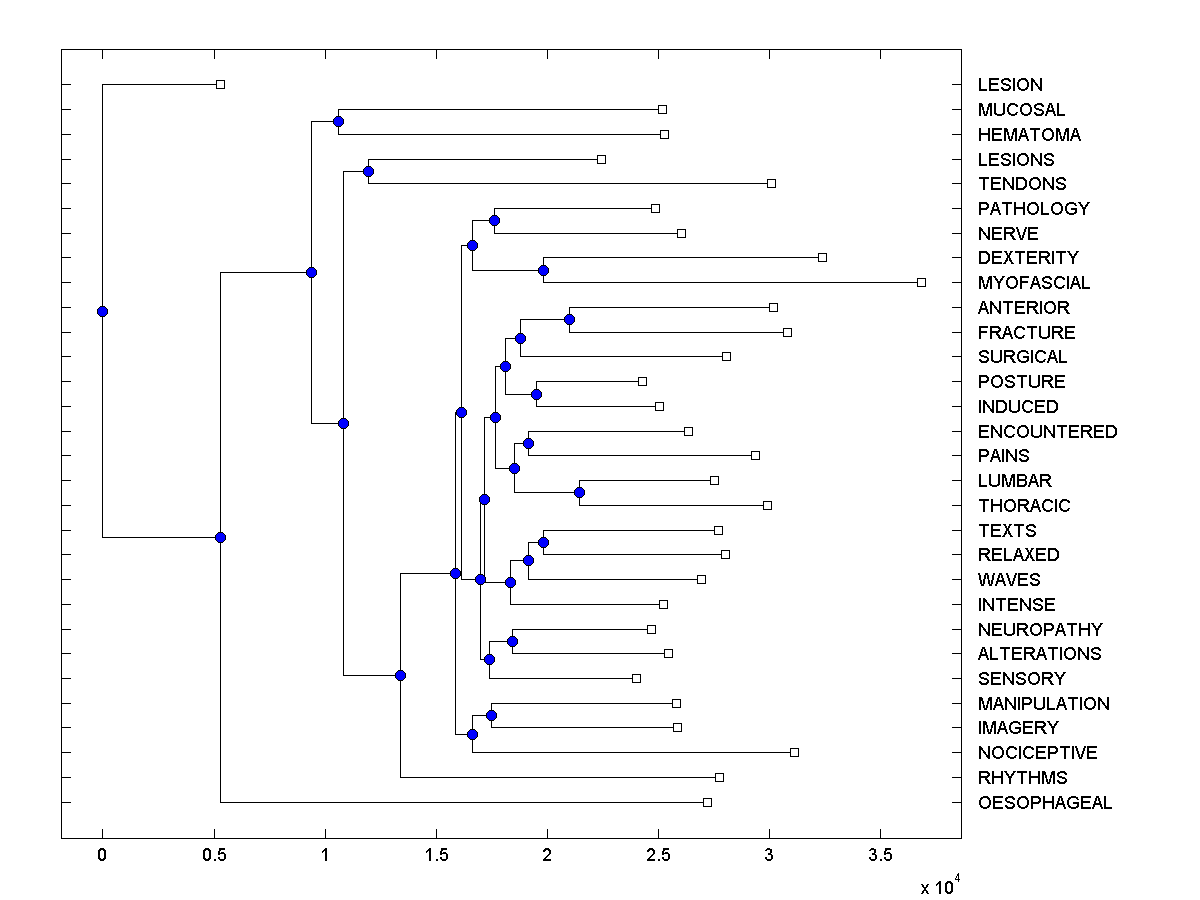 LESION
MUCOSAL
HEMATOMA
LESIONS
TENDONS
PATHOLOGY
NERVE
DEXTERITY
MYOFASCIAL
ANTERIOR
FRACTURE
SURGICAL
POSTURE
INDUCED
ENCOUNTERED
PAINS
LUMBAR
THORACIC
TEXTS
RELAXED
WAVES
INTENSE
NEUROPATHY
ALTERATIONS
SENSORY
MANIPULATION
IMAGERY
NOCICEPTIVE
RHYTHMS
OESOPHAGEAL
0 0.5 1 1.5 2 2.5 3 3.5
x 10^4